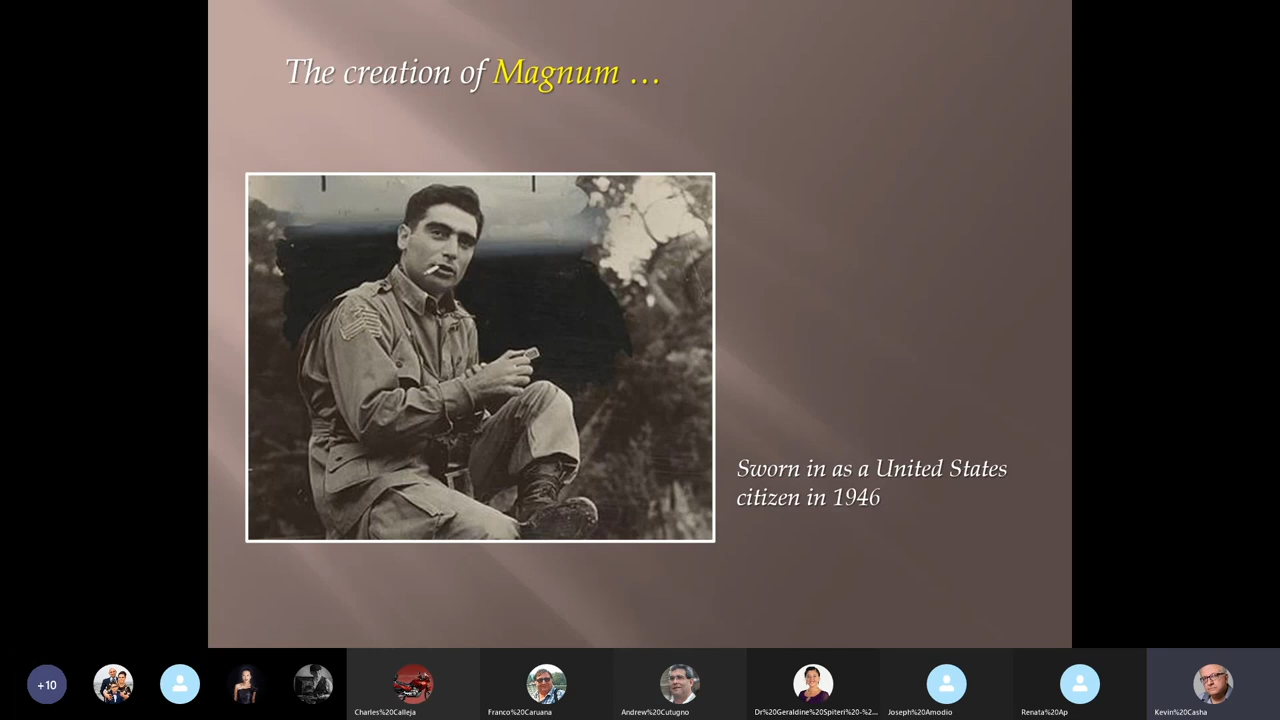 The creation of Magnum ...
Sworn in as a United States
citizen in 1946
+10
Charles%20Calleja
Franco%20Caruana
Andrew%20Cutugno
Dr%20Geraldine%20Spiteri%20-%2...
Joseph%20Amodio
Renata%20Ap
Kevin%20Casha